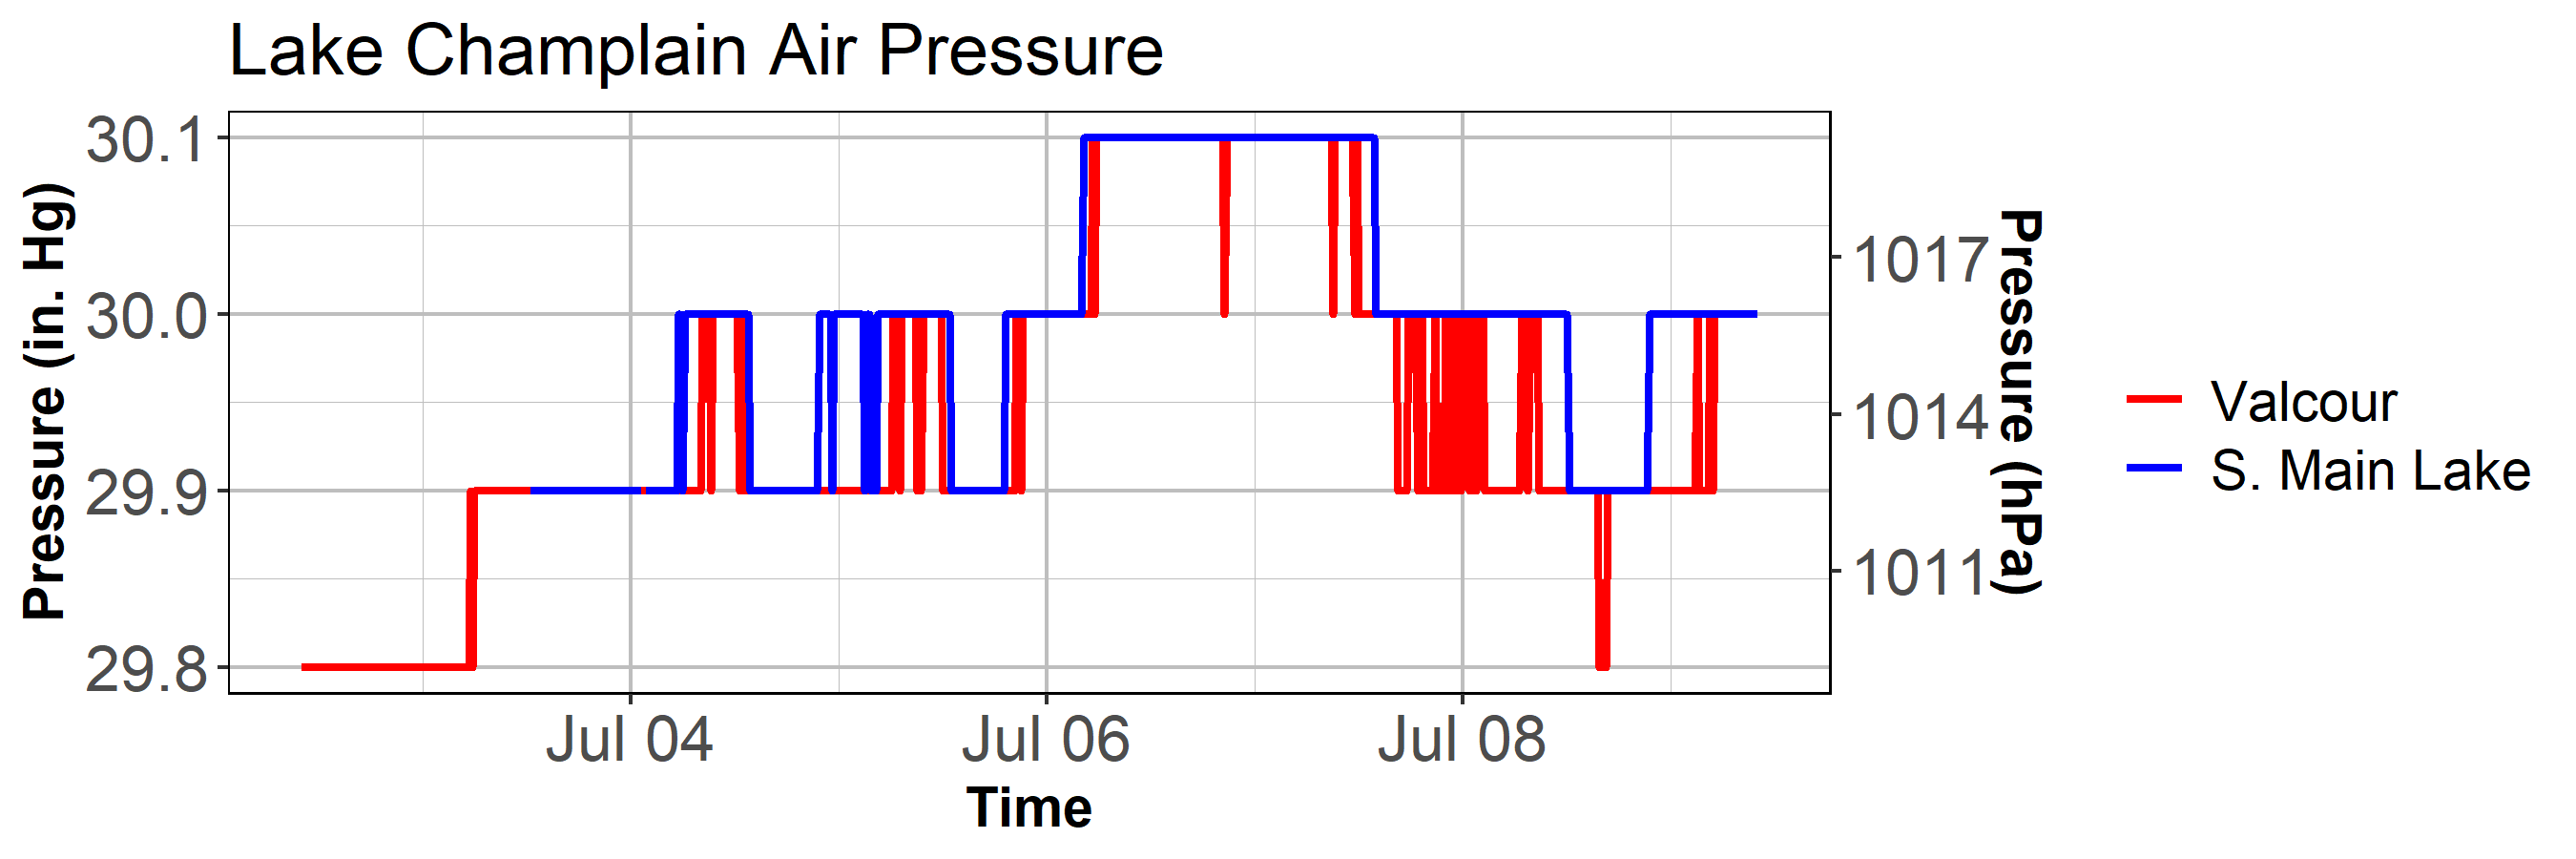 Lake Champlain Air Pressure
Pressure (in. Hg)
30.1
30.0
29.9
29.8
1017
1014
1011
Pressure (hPa)
Jul 04
Jul 06
Jul 08
Time
Valcour
S. Main Lake